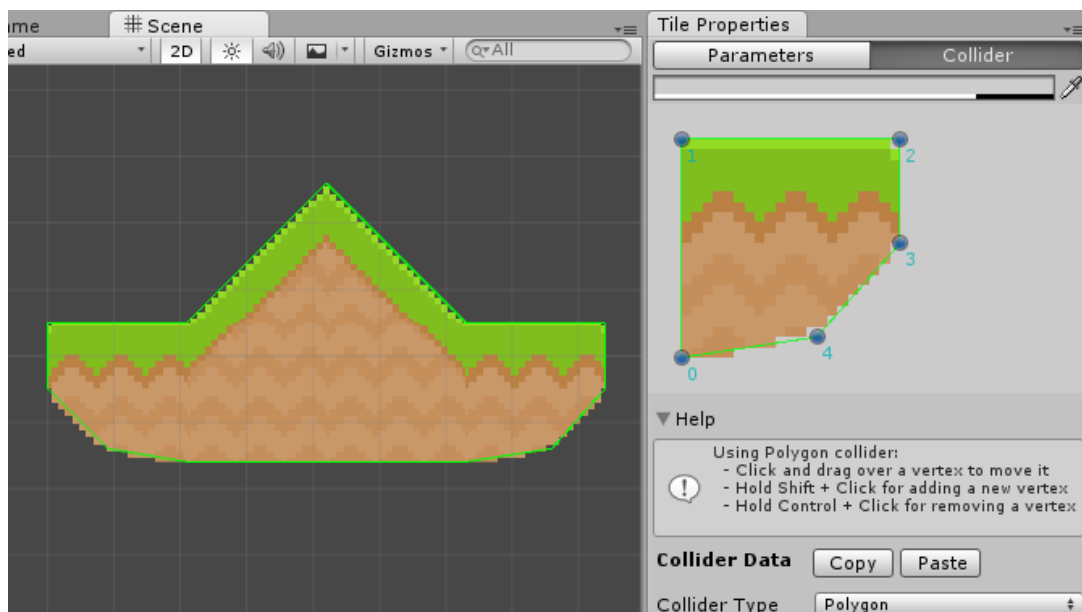 ame
# Scene
Tile Properties
ed
2D
Gizmos
All
Parameters
Collider
1
2
3
4
0
Help
Using Polygon collider:
- Click and drag over a vertex to move it
- Hold Shift + Click for adding a new vertex
- Hold Control + Click for removing a vertex
Collider Data
Copy
Paste
Collider Type
Polygon